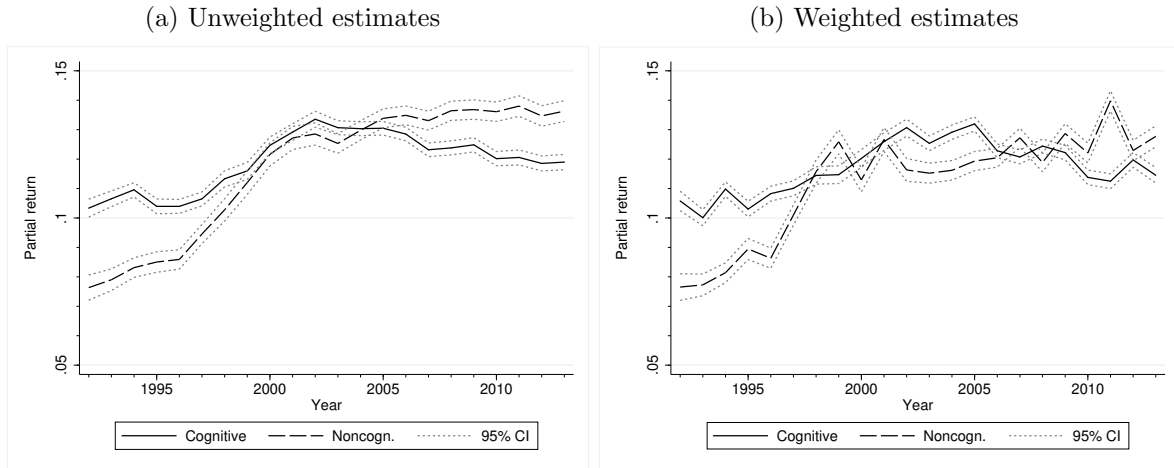 (a) Unweighted estimates
.15
.1
.05
Partial return
1995
2000
2005
2010
Year
Cognitive
Noncogn.
95% CI
(b) Weighted estimates
.15
.1
.05
Partial return
1995
2000
2005
2010
Year
Cognitive
Noncogn.
95% CI